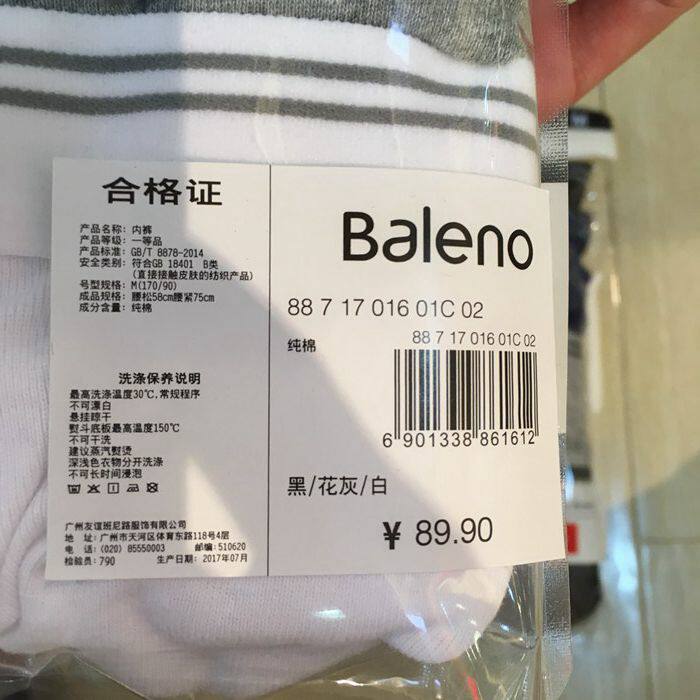 合格证
产品名称: 内裤
产品等级: 一等品
产品标准: GB/T 8878-2014
安全类别: 符合GB 18401 B类
(直接接触皮肤的纺织产品)
号型规格: M(170/90)
成品规格: 腰松58cm腰紧75cm
成分含量: 纯棉
洗涤保养说明
最高洗涤温度30℃,常规程序
不可漂白
悬挂晾干
熨斗底板最高温度150℃
不可干洗
建议蒸汽熨烫
深浅色衣物分开洗涤
不可长时间浸泡
广州友谊班尼路服饰有限公司
地 址: 广州市天河区体育东路118号4层
电 话: (020) 85550003 邮编: 510620
检验员: 790 生产日期: 2017年07月
Baleno
88 7 17 016 01C 02
纯棉
88 7 17 016 01C 02
6 901338 861612
黑/花灰/白
¥ 89.90